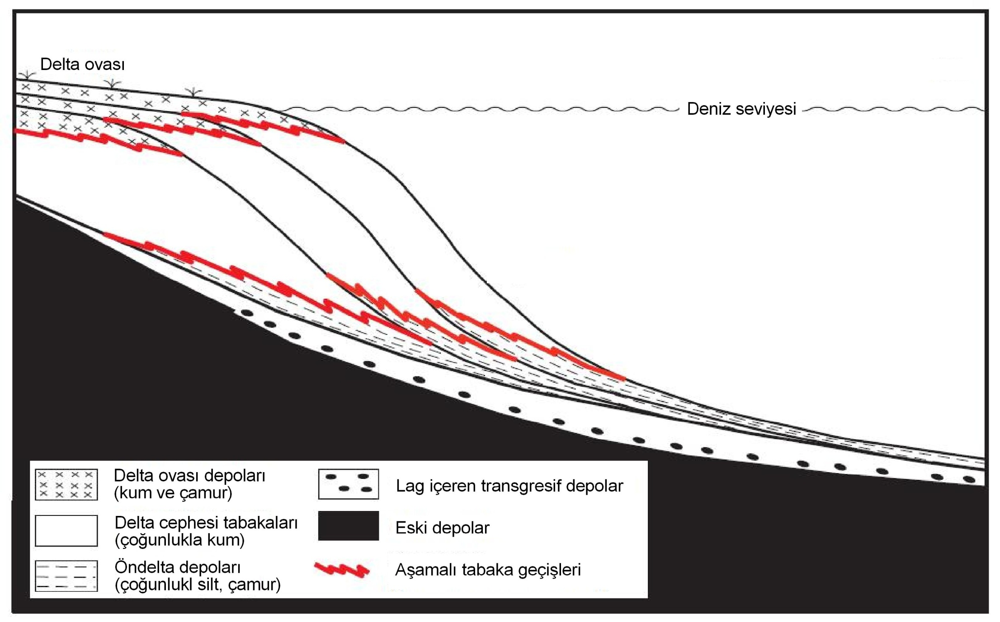 Delta ovası
Deniz seviyesi
Delta ovası depoları
(kum ve çamur)
Delta cephesi tabakaları
(çoğunlukla kum)
Öndelta depoları
(çoğunlukl silt, çamur)
Lag içeren transgresif depolar
Eski depolar
Aşamalı tabaka geçişleri